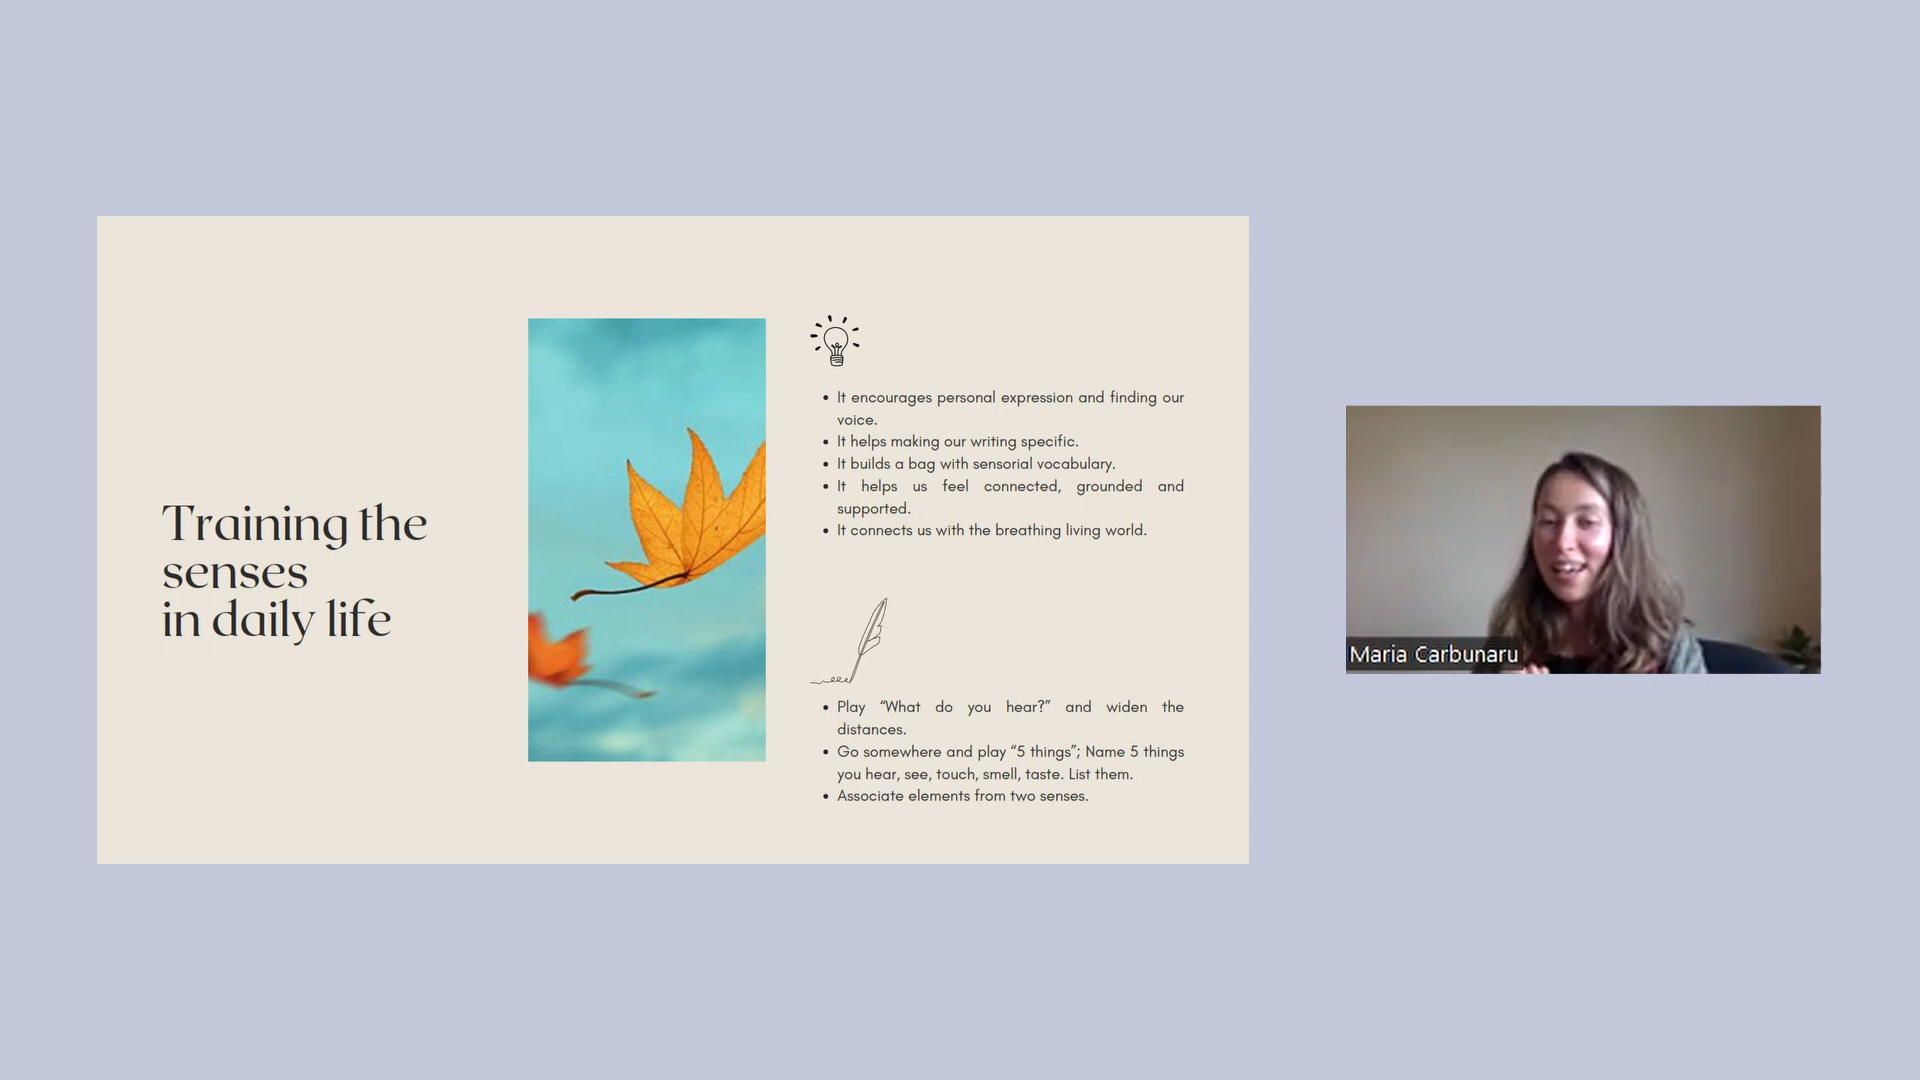 Training the
senses
in daily life
• It encourages personal expression and finding our
voice.
• It helps making our writing specific.
• It builds a bag with sensorial vocabulary.
• It helps us feel connected, grounded and
supported.
• It connects us with the breathing living world.
• Play “What do you hear?” and widen the
distances.
• Go somewhere and play “5 things”; Name 5 things
you hear, see, touch, smell, taste. List them.
• Associate elements from two senses.
Maria Carbunaru